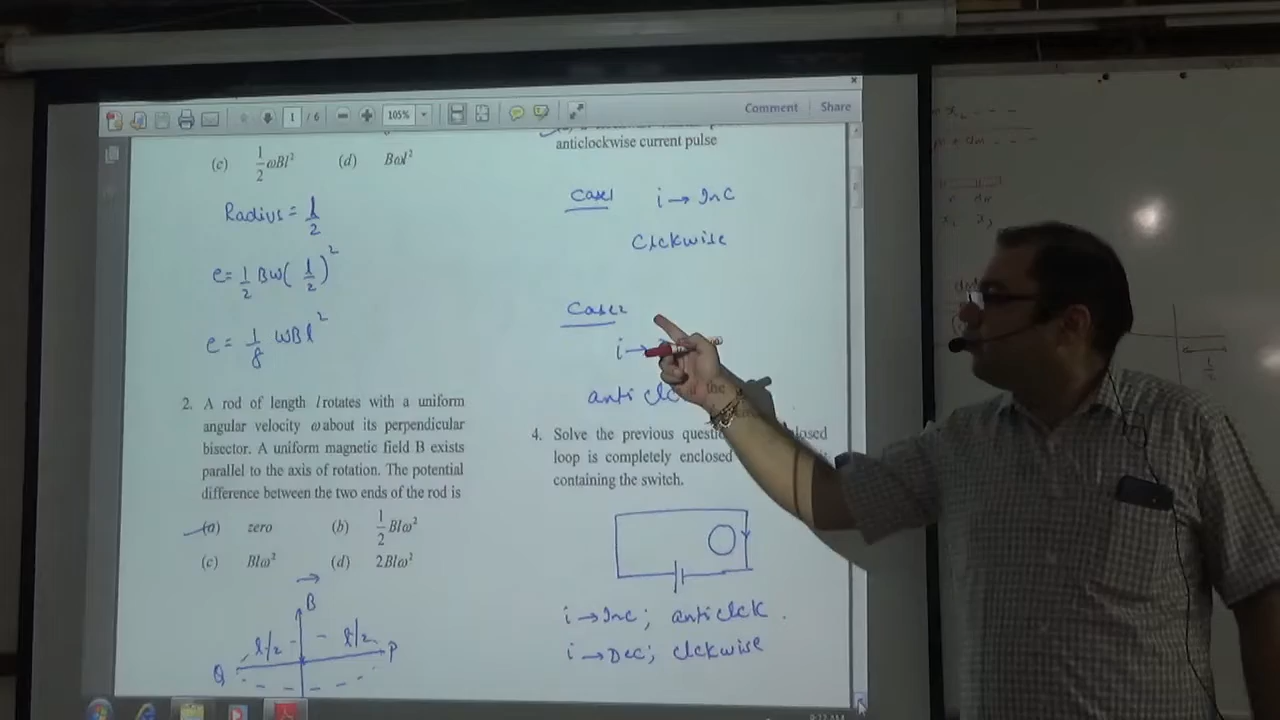 1 / 6
105%
Comment
Share
(c) 1/2 ωBl² (d) Bωl²
Radius = l/2
e = 1/2 Bω(l/2)²
e = 1/8 ωBl²
2. A rod of length l rotates with a uniform
angular velocity ω about its perpendicular
bisector. A uniform magnetic field B exists
parallel to the axis of rotation. The potential
difference between the two ends of the rod is
(a) zero (b) 1/2 Blω²
(c) Blω² (d) 2Blω²
B
l/2 l/2
Q P
anticlockwise current pulse
Case1 i → Inc
Clckwise
Case2
i →
anti clc
the
4. Solve the previous losed
loop is completely enclosed
containing the switch.
i → Inc; anticlck.
i → Dec; clckwise